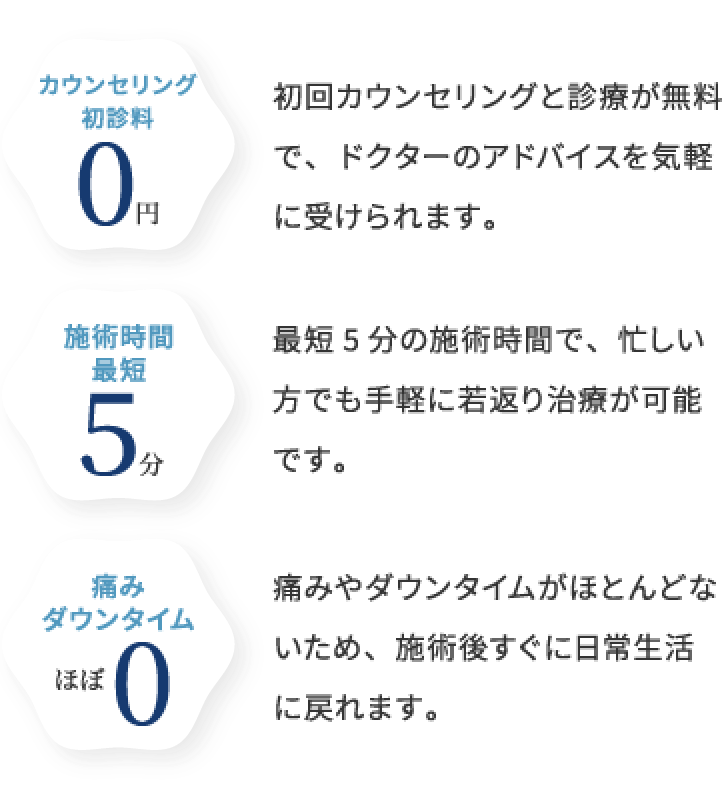 カウンセリング
初診料
0円
初回カウンセリングと診療が無料
で、ドクターのアドバイスを気軽
に受けられます。
施術時間
最短
5分
最短 5 分の施術時間で、忙しい
方でも手軽に若返り治療が可能
です。
痛み
ダウンタイム
ほぼ 0
痛みやダウンタイムがほとんどな
いため、施術後すぐに日常生活
に戻れます。